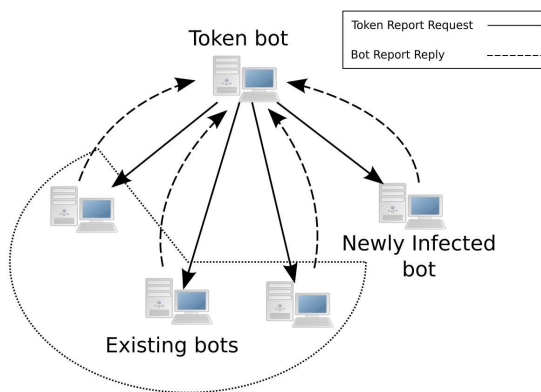 Token Report Request
Bot Report Reply
Token bot
Newly Infected
bot
Existing bots